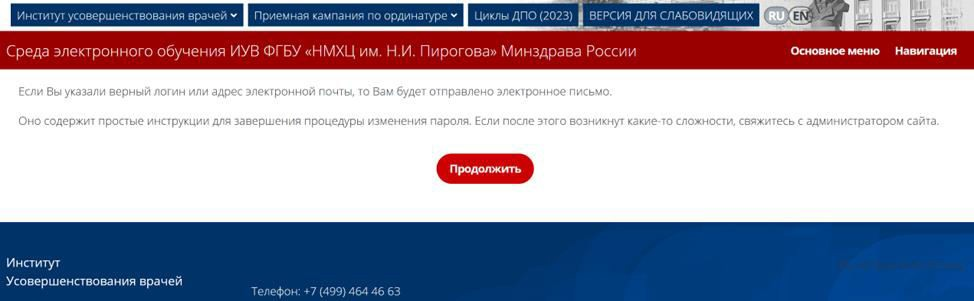 Институт усовершенствования врачей Приемная кампания по ординатуре Циклы ДПО (2023) ВЕРСИЯ ДЛЯ СЛАБОВИДЯЩИХ RU EN
Среда электронного обучения ИУВ ФГБУ «НМХЦ им. Н.И. Пирогова» Минздрава России Основное меню Навигация
Если Вы указали верный логин или адрес электронной почты, то Вам будет отправлено электронное письмо.
Оно содержит простые инструкции для завершения процедуры изменения пароля. Если после этого возникнут какие-то сложности, свяжитесь с администратором сайта.
Продолжить
Институт
Усовершенствования врачей
Телефон: +7 (499) 464 46 63